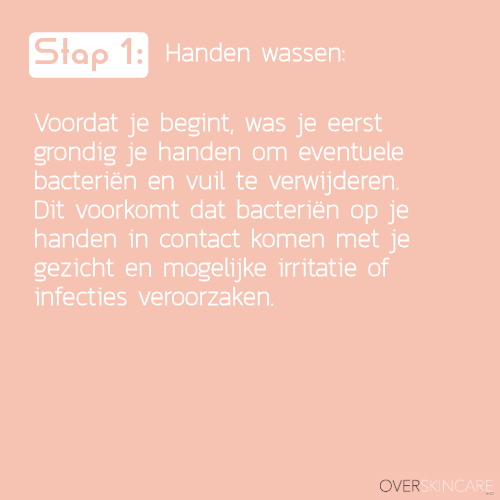 Stap 1: Handen wassen:
Voordat je begint, was je eerst
grondig je handen om eventuele
bacteriën en vuil te verwijderen.
Dit voorkomt dat bacteriën op je
handen in contact komen met je
gezicht en mogelijke irritatie of
infecties veroorzaken.
OVERSKINCARE